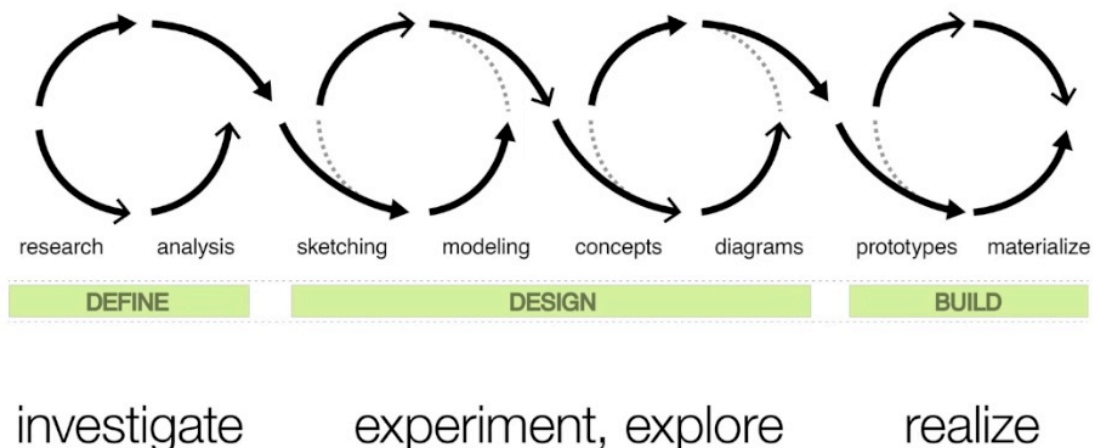 research analysis sketching modeling concepts diagrams prototypes materialize
DEFINE DESIGN BUILD
investigate experiment, explore realize